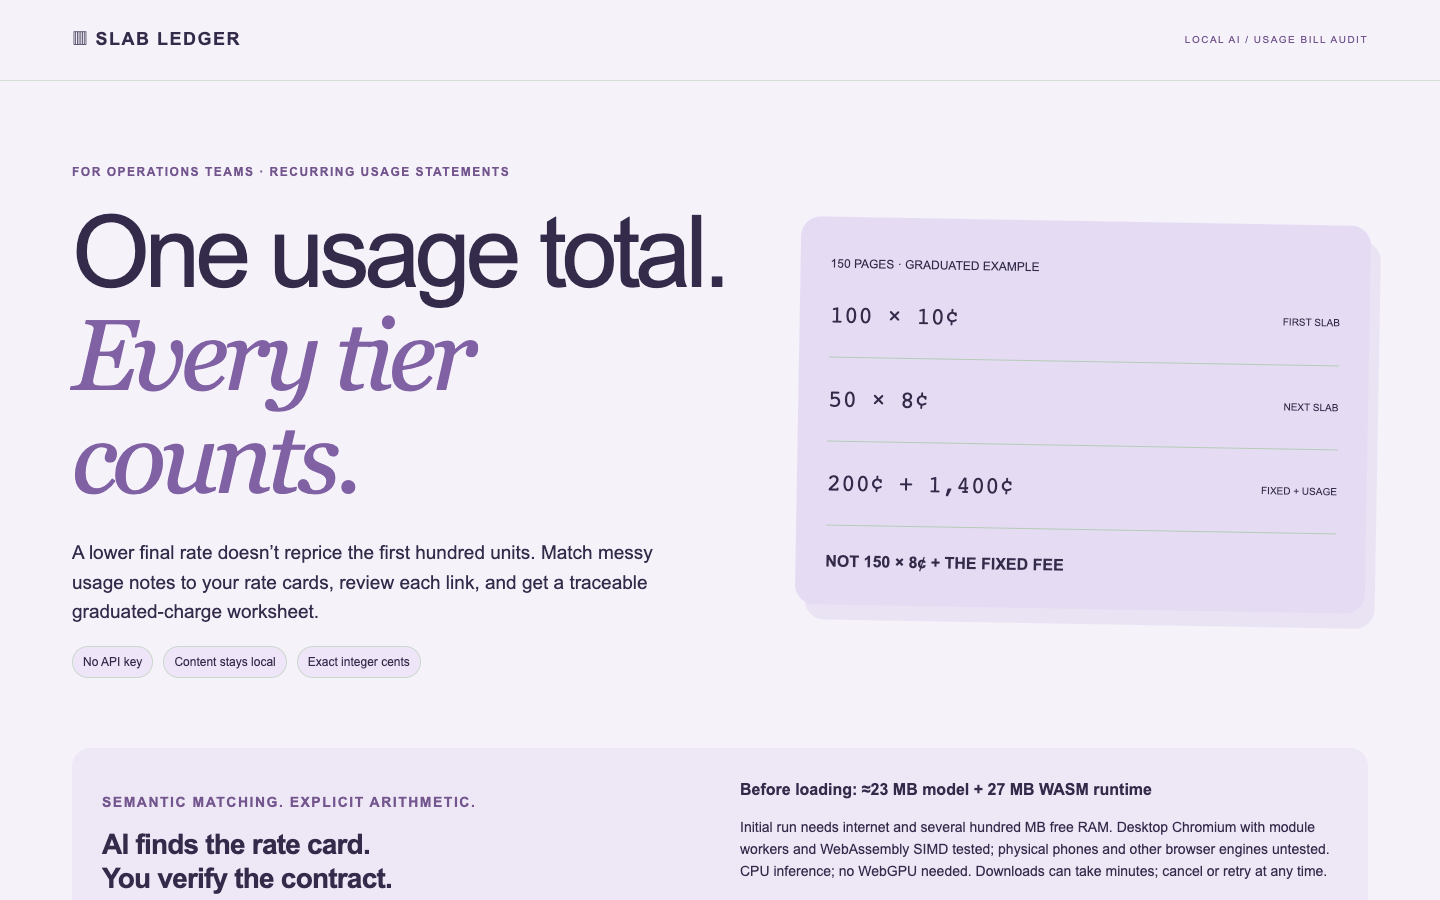 ▥ SLAB LEDGER
LOCAL AI / USAGE BILL AUDIT
FOR OPERATIONS TEAMS · RECURRING USAGE STATEMENTS
One usage total.
Every tier
counts.
A lower final rate doesn’t reprice the first hundred units. Match messy
usage notes to your rate cards, review each link, and get a traceable
graduated-charge worksheet.
No API key
Content stays local
Exact integer cents
150 PAGES · GRADUATED EXAMPLE
100 × 10¢
FIRST SLAB
50 × 8¢
NEXT SLAB
200¢ + 1,400¢
FIXED + USAGE
NOT 150 × 8¢ + THE FIXED FEE
SEMANTIC MATCHING. EXPLICIT ARITHMETIC.
AI finds the rate card.
You verify the contract.
Before loading: ≈23 MB model + 27 MB WASM runtime
Initial run needs internet and several hundred MB free RAM. Desktop Chromium with module
workers and WebAssembly SIMD tested; physical phones and other browser engines untested.
CPU inference; no WebGPU needed. Downloads can take minutes; cancel or retry at any time.